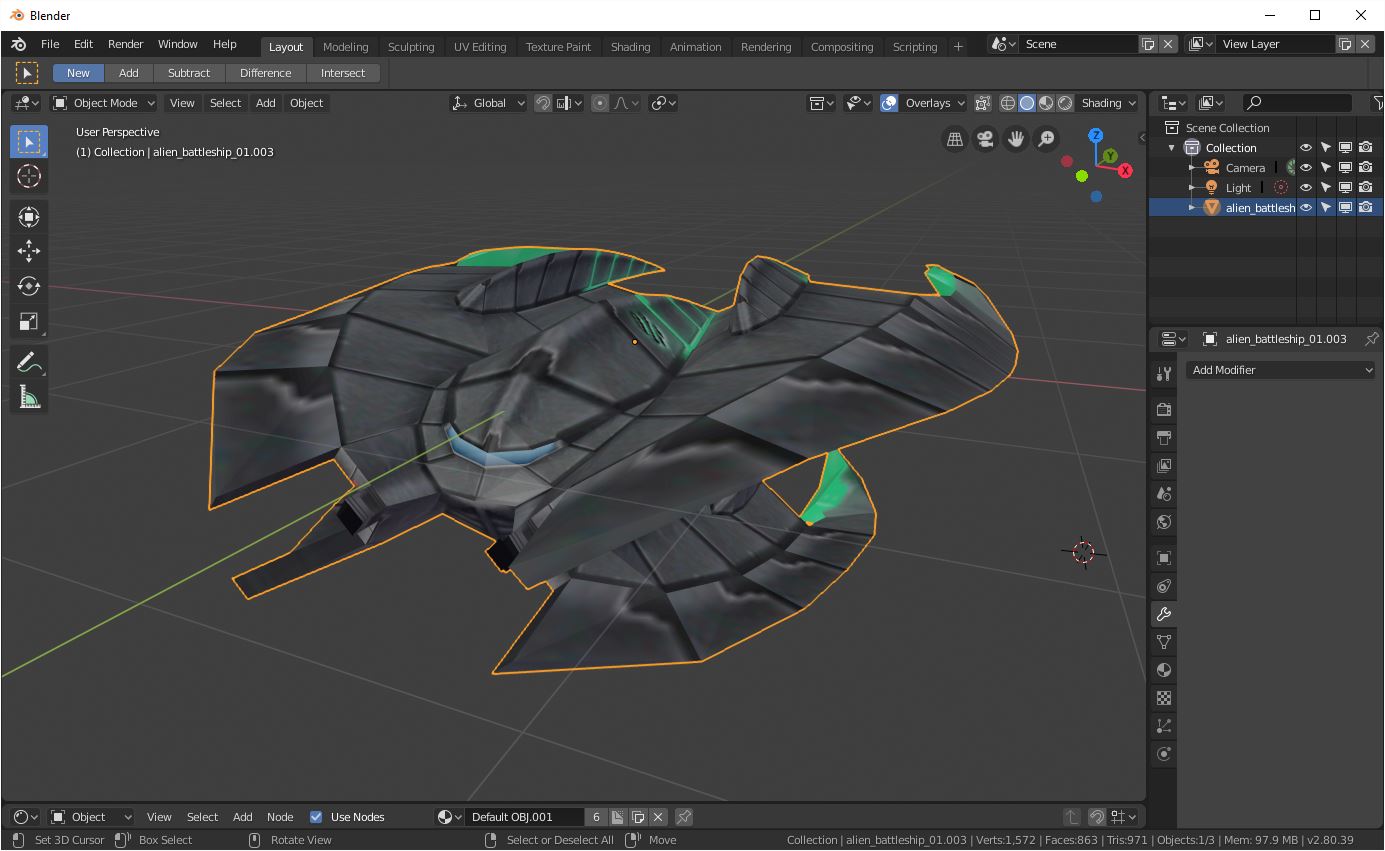 Blender
File Edit Render Window Help Layout Modeling Sculpting UV Editing Texture Paint Shading Animation Rendering Compositing Scripting + Scene View Layer
New Add Subtract Difference Intersect
Object Mode View Select Add Object Global Overlays Shading
User Perspective
(1) Collection | alien_battleship_01.003
Z
Y
X
Scene Collection
Collection
Camera
Light
alien_battlesh
alien_battleship_01.003
Add Modifier
Object View Select Add Node Use Nodes Default OBJ.001 6
Set 3D Cursor Box Select Rotate View Select or Deselect All Move Collection | alien_battleship_01.003 | Verts:1,572 | Faces:863 | Tris:971 | Objects:1/3 | Mem: 97.9 MB | v2.80.39